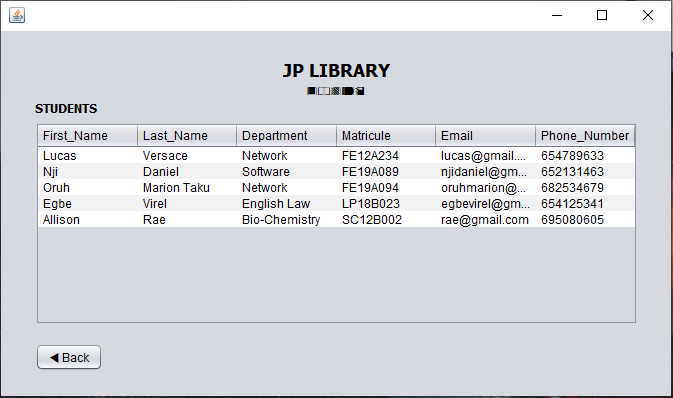 JP LIBRARY
STUDENTS
First_Name Last_Name Department Matricule Email Phone_Number
Lucas Versace Network FE12A234 lucas@gmail.... 654789633
Nji Daniel Software FE19A089 njidaniel@gm... 652131463
Oruh Marion Taku Network FE19A094 oruhmarion@... 682534679
Egbe Virel English Law LP18B023 egbevirel@gm... 654125341
Allison Rae Bio-Chemistry SC12B002 rae@gmail.com 695080605
◀ Back